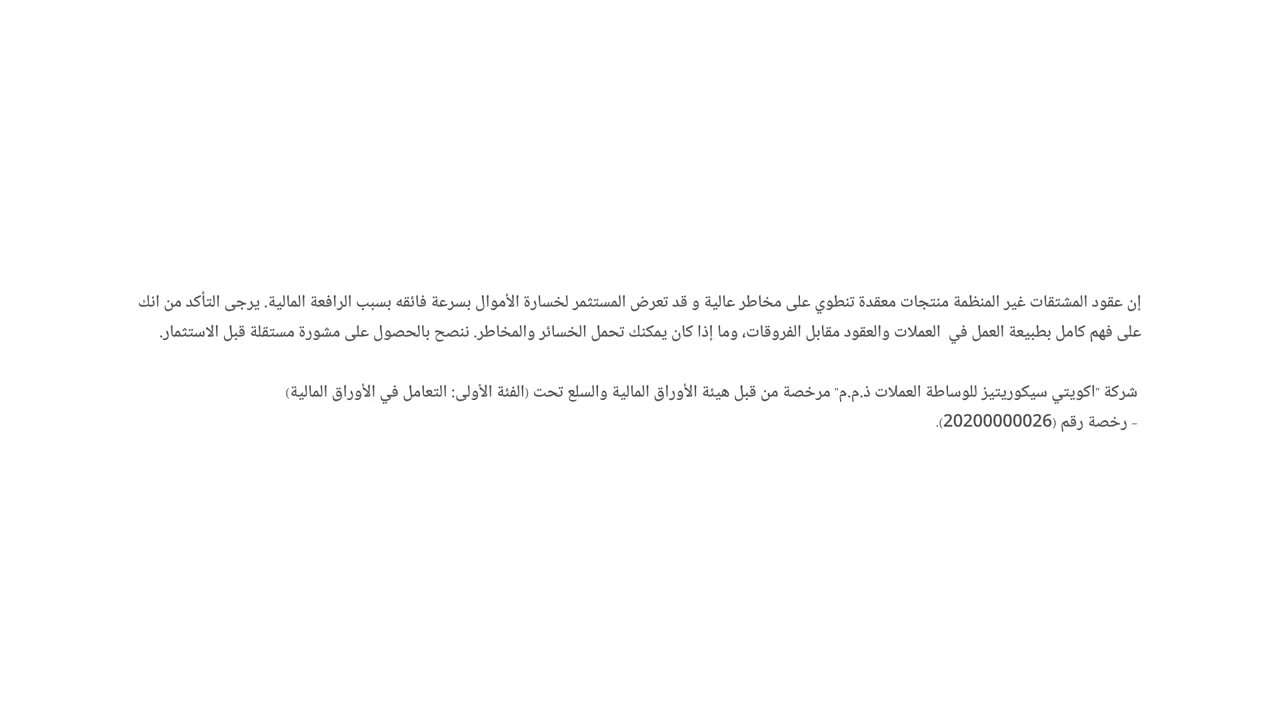 إن عقود المشتقات غير المنظمة منتجات معقدة تنطوي على مخاطر عالية و قد تعرض المستثمر لخسارة الأموال بسرعة فائقه بسبب الرافعة المالية. يرجى التأكد من انك
على فهم كامل بطبيعة العمل في العملات والعقود مقابل الفروقات، وما إذا كان يمكنك تحمل الخسائر والمخاطر. ننصح بالحصول على مشورة مستقلة قبل الاستثمار.
شركة "اكويتي سيكوريتيز للوساطة العملات ذ.م.م" مرخصة من قبل هيئة الأوراق المالية والسلع تحت (الفئة الأولى: التعامل في الأوراق المالية)
- رخصة رقم (20200000026).